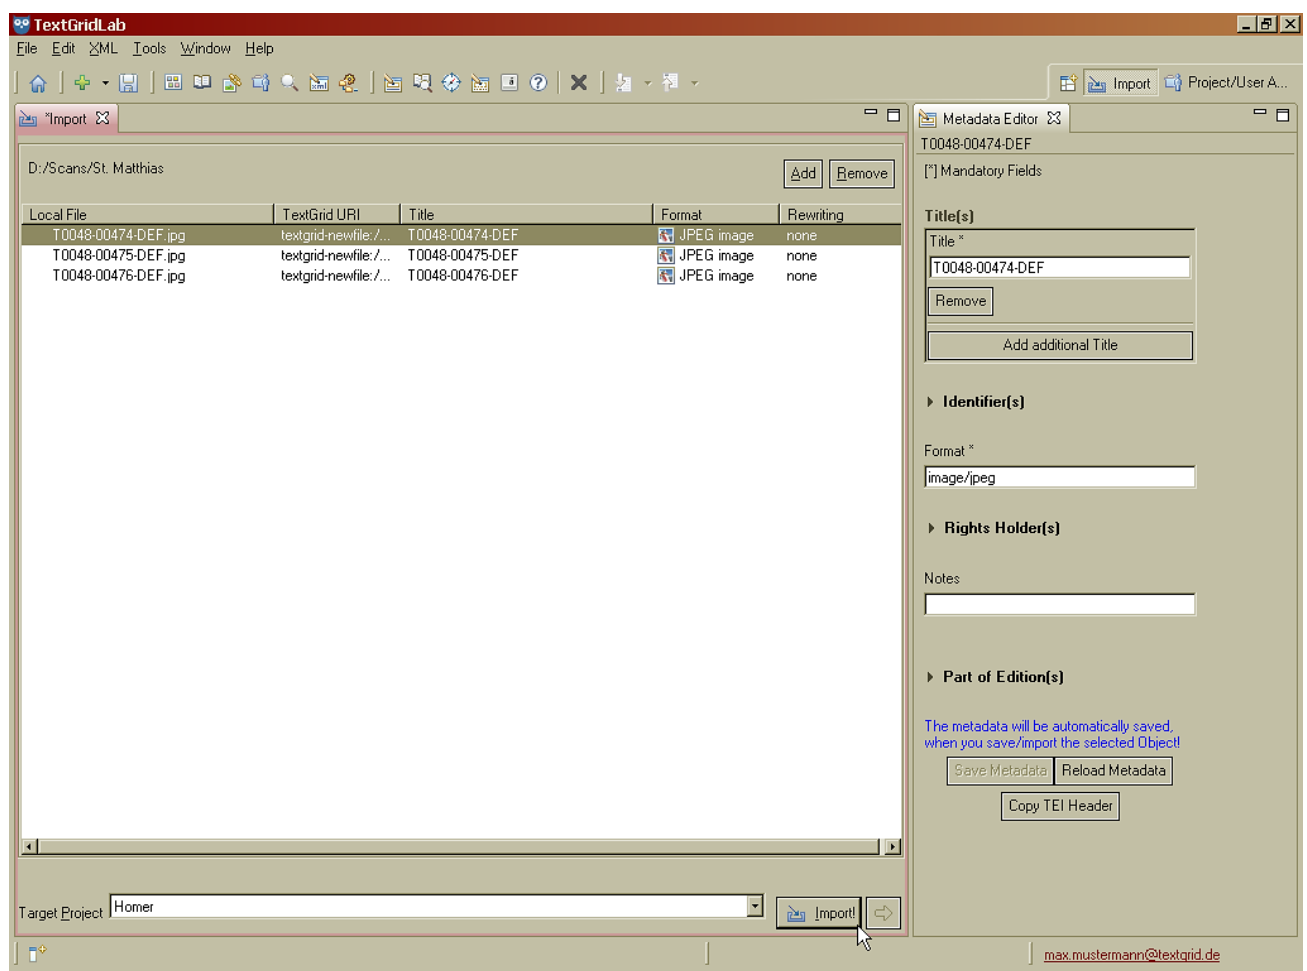 TextGridLab
File Edit XML Tools Window Help
Import Project/User A...
*Import
D:/Scans/St. Matthias
Add Remove
Local File TextGrid URI Title Format Rewriting
T0048-00474-DEF.jpg textgrid-newfile:/... T0048-00474-DEF JPEG image none
T0048-00475-DEF.jpg textgrid-newfile:/... T0048-00475-DEF JPEG image none
T0048-00476-DEF.jpg textgrid-newfile:/... T0048-00476-DEF JPEG image none
Target Project Homer Import!
Metadata Editor
T0048-00474-DEF
[*] Mandatory Fields
Title(s)
Title *
T0048-00474-DEF
Remove
Add additional Title
Identifier(s)
Format *
image/jpeg
Rights Holder(s)
Notes
Part of Edition(s)
The metadata will be automatically saved,
when you save/import the selected Object!
Save Metadata Reload Metadata
Copy TEI Header
max.mustermann@textgrid.de